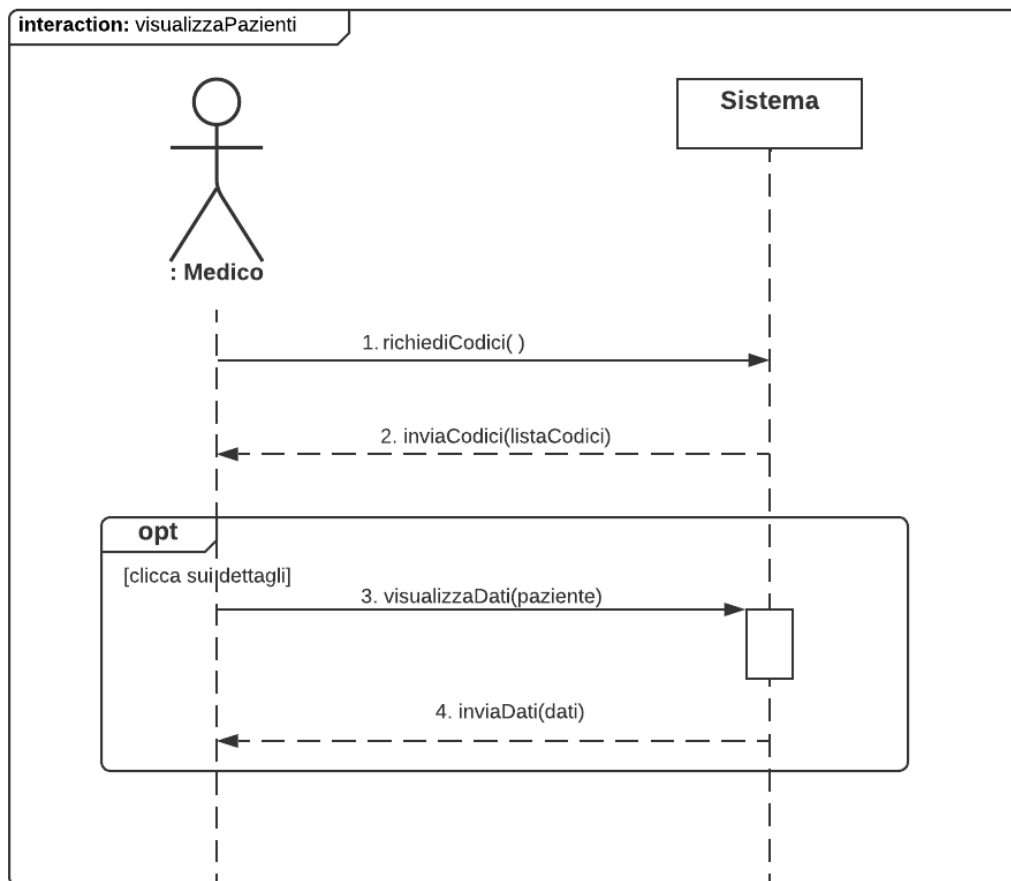 interaction: visualizzaPazienti
Sistema
: Medico
1. richiediCodici( )
2. inviaCodici(listaCodici)
opt
[clicca sui dettagli]
3. visualizzaDati(paziente)
4. inviaDati(dati)